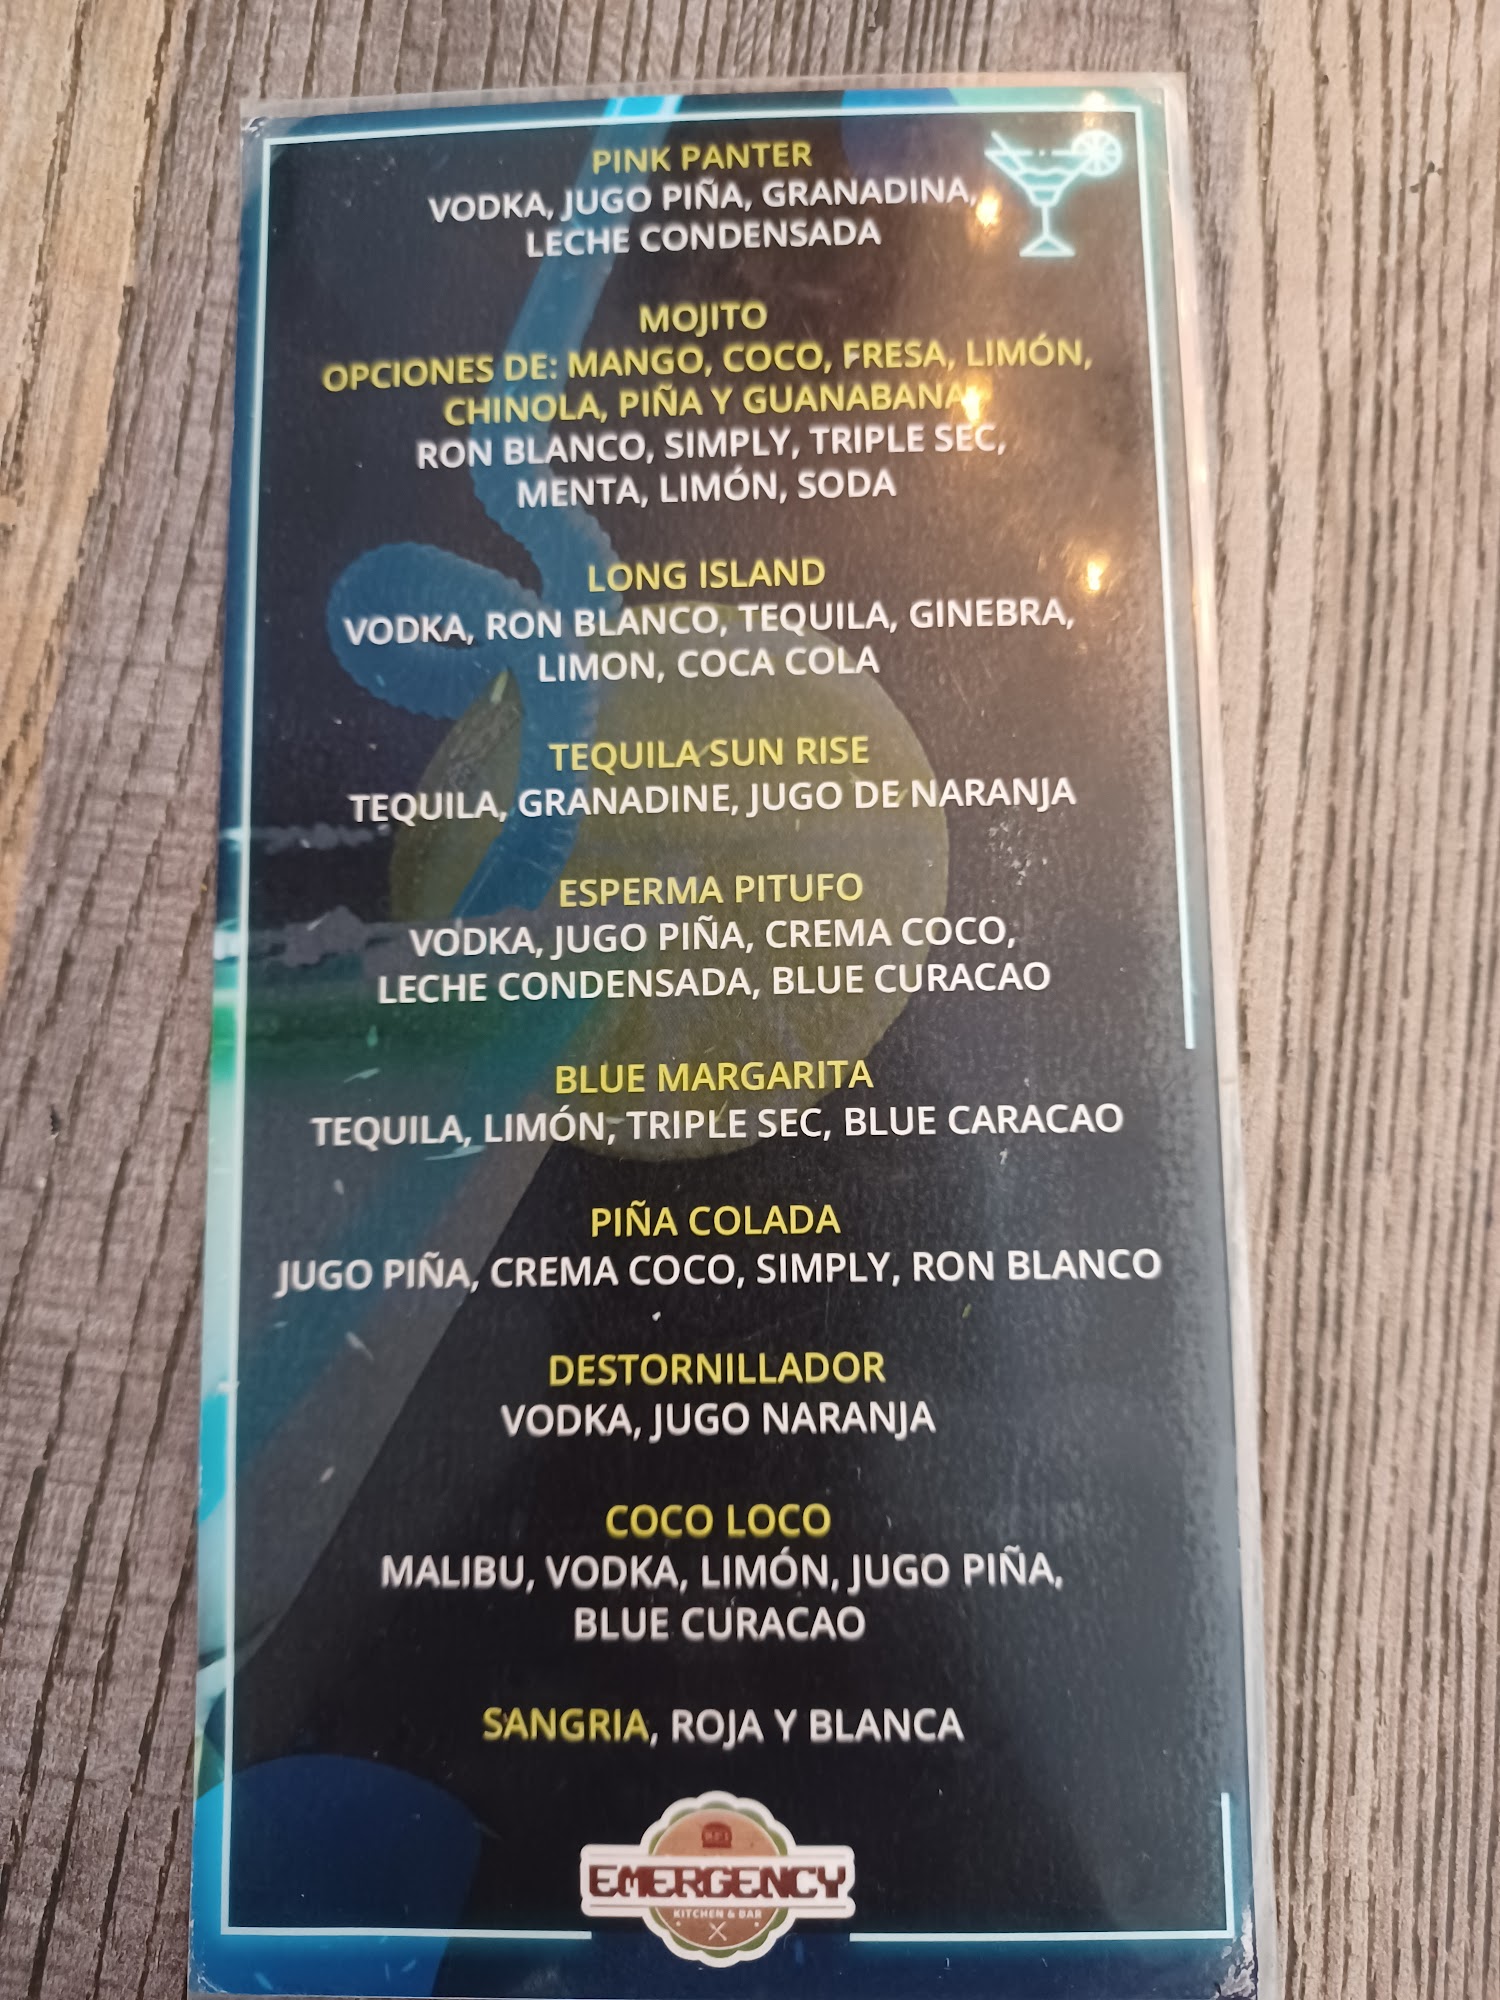 PINK PANTER
VODKA, JUGO PIÑA, GRANADINA,
LECHE CONDENSADA
MOJITO
OPCIONES DE: MANGO, COCO, FRESA, LIMÓN,
CHINOLA, PIÑA Y GUANABANA
RON BLANCO, SIMPLY, TRIPLE SEC,
MENTA, LIMÓN, SODA
LONG ISLAND
VODKA, RON BLANCO, TEQUILA, GINEBRA,
LIMON, COCA COLA
TEQUILA SUN RISE
TEQUILA, GRANADINE, JUGO DE NARANJA
ESPERMA PITUFO
VODKA, JUGO PIÑA, CREMA COCO,
LECHE CONDENSADA, BLUE CURACAO
BLUE MARGARITA
TEQUILA, LIMÓN, TRIPLE SEC, BLUE CARACAO
PIÑA COLADA
JUGO PIÑA, CREMA COCO, SIMPLY, RON BLANCO
DESTORNILLADOR
VODKA, JUGO NARANJA
COCO LOCO
MALIBU, VODKA, LIMÓN, JUGO PIÑA,
BLUE CURACAO
SANGRIA, ROJA Y BLANCA
EMERGENCY
KITCHEN & BAR